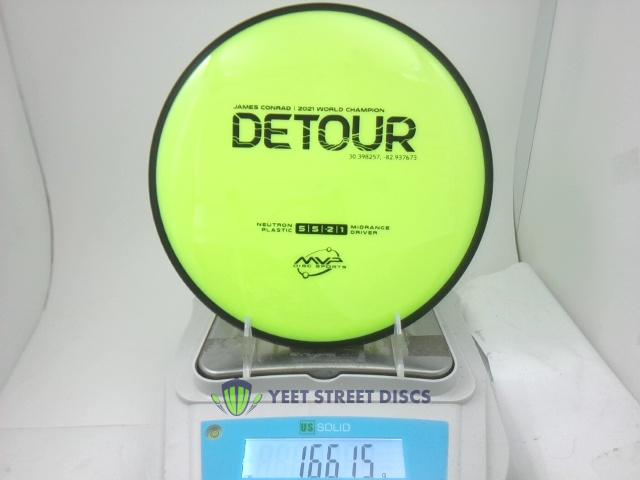 JAMES CONRAD | 2021 WORLD CHAMPION
DETOUR
30.398257, -82.937673
NEUTRON PLASTIC 5|5|-2|1 MIDRANGE DRIVER
MVP
DISC SPORTS
YEET STREET DISCS
US SOLID
166.15 g